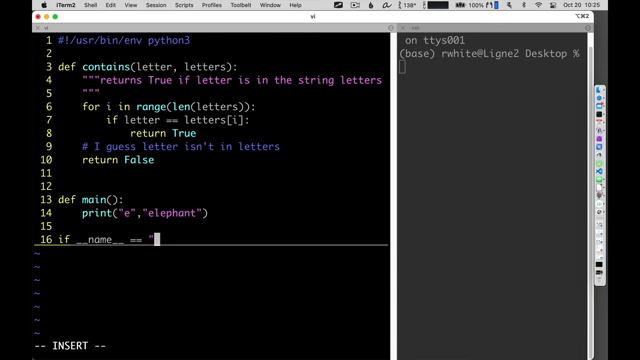 iTerm2 Shell Edit View Session Scripts Profiles Toolbelt Window Help 138° 100% Oct 20 10:25
vi
⌥⌘2
1 #!/usr/bin/env python3
2
3 def contains(letter, letters):
4 """returns True if letter is in the string letters
5 """
6 for i in range(len(letters)):
7 if letter == letters[i]:
8 return True
9 # I guess letter isn't in letters
10 return False
11
12
13 def main():
14 print("e","elephant")
15
16 if __name__ == "
~
~
~
~
~
~
~
-- INSERT --
on ttys001
(base) rwhite@Ligne2 Desktop %